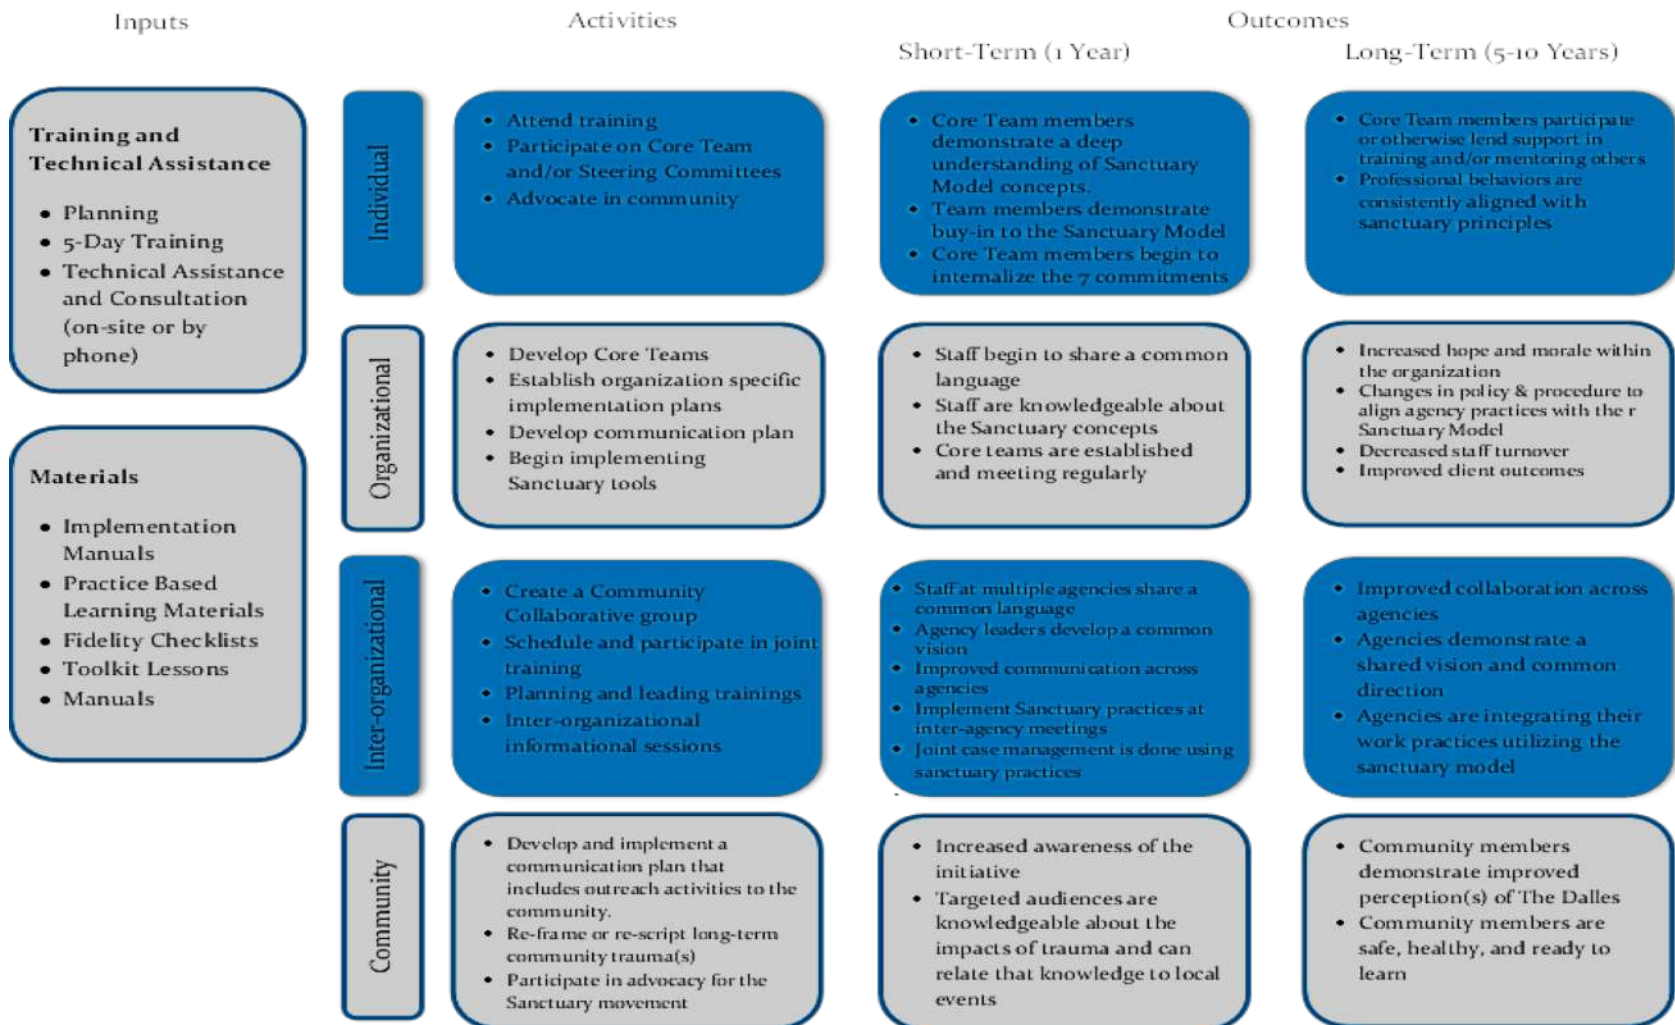 Inputs
Activities
Outcomes
Short-Term (1 Year)
Long-Term (5-10 Years)
Training and
Technical Assistance
• Planning
• 5-Day Training
• Technical Assistance
and Consultation
(on-site or by
phone)
Materials
• Implementation
Manuals
• Practice Based
Learning Materials
• Fidelity Checklists
• Toolkit Lessons
• Manuals
Individual
• Attend training
• Participate on Core Team
and/or Steering Committees
• Advocate in community
• Core Team members
demonstrate a deep
understanding of Sanctuary
Model concepts.
• Team members demonstrate
buy-in to the Sanctuary Model
• Core Team members begin to
internalize the 7 commitments
• Core Team members participate
or otherwise lend support in
training and/or mentoring others
• Professional behaviors are
consistently aligned with
sanctuary principles
Organizational
• Develop Core Teams
• Establish organization specific
implementation plans
• Develop communication plan
• Begin implementing
Sanctuary tools
• Staff begin to share a common
language
• Staff are knowledgeable about
the Sanctuary concepts
• Core teams are established
and meeting regularly
• Increased hope and morale within
the organization
• Changes in policy & procedure to
align agency practices with the r
Sanctuary Model
• Decreased staff turnover
• Improved client outcomes
Inter-organizational
• Create a Community
Collaborative group
• Schedule and participate in joint
training
• Planning and leading trainings
• Inter-organizational
informational sessions
• Staff at multiple agencies share a
common language
• Agency leaders develop a common
vision
• Improved communication across
agencies
• Implement Sanctuary practices at
inter-agency meetings
• Joint case management is done using
sanctuary practices
• Improved collaboration across
agencies
• Agencies demonstrate a
shared vision and common
direction
• Agencies are integrating their
work practices utilizing the
sanctuary model
Community
• Develop and implement a
communication plan that
includes outreach activities to the
community.
• Re-frame or re-script long-term
community trauma(s)
• Participate in advocacy for the
Sanctuary movement
• Increased awareness of the
initiative
• Targeted audiences are
knowledgeable about the
impacts of trauma and can
relate that knowledge to local
events
• Community members
demonstrate improved
perception(s) of The Dalles
• Community members are
safe, healthy, and ready to
learn